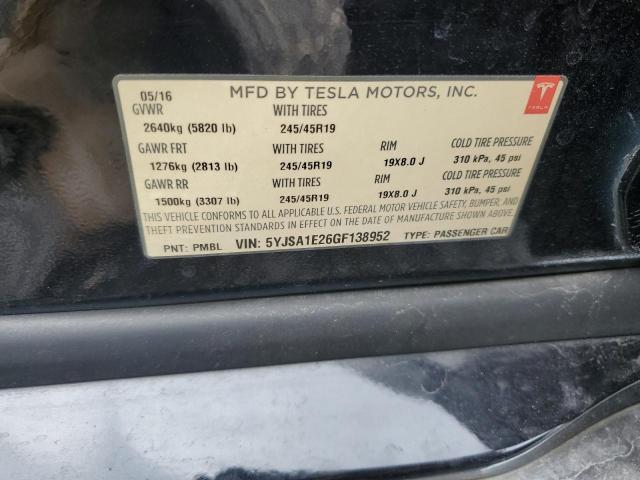 05/16 MFD BY TESLA MOTORS, INC.
TESLA
GVWR WITH TIRES
2640kg (5820 lb) 245/45R19
GAWR FRT WITH TIRES RIM COLD TIRE PRESSURE
1276kg (2813 lb) 245/45R19 19X8.0 J 310 kPa, 45 psi
GAWR RR WITH TIRES RIM COLD TIRE PRESSURE
1500kg (3307 lb) 245/45R19 19X8.0 J 310 kPa, 45 psi
THIS VEHICLE CONFORMS TO ALL APPLICABLE U.S. FEDERAL MOTOR VEHICLE SAFETY, BUMPER, AND
THEFT PREVENTION STANDARDS IN EFFECT ON THE DATE OF MANUFACTURE SHOWN ABOVE.
PNT: PMBL VIN: 5YJSA1E26GF138952 TYPE: PASSENGER CAR